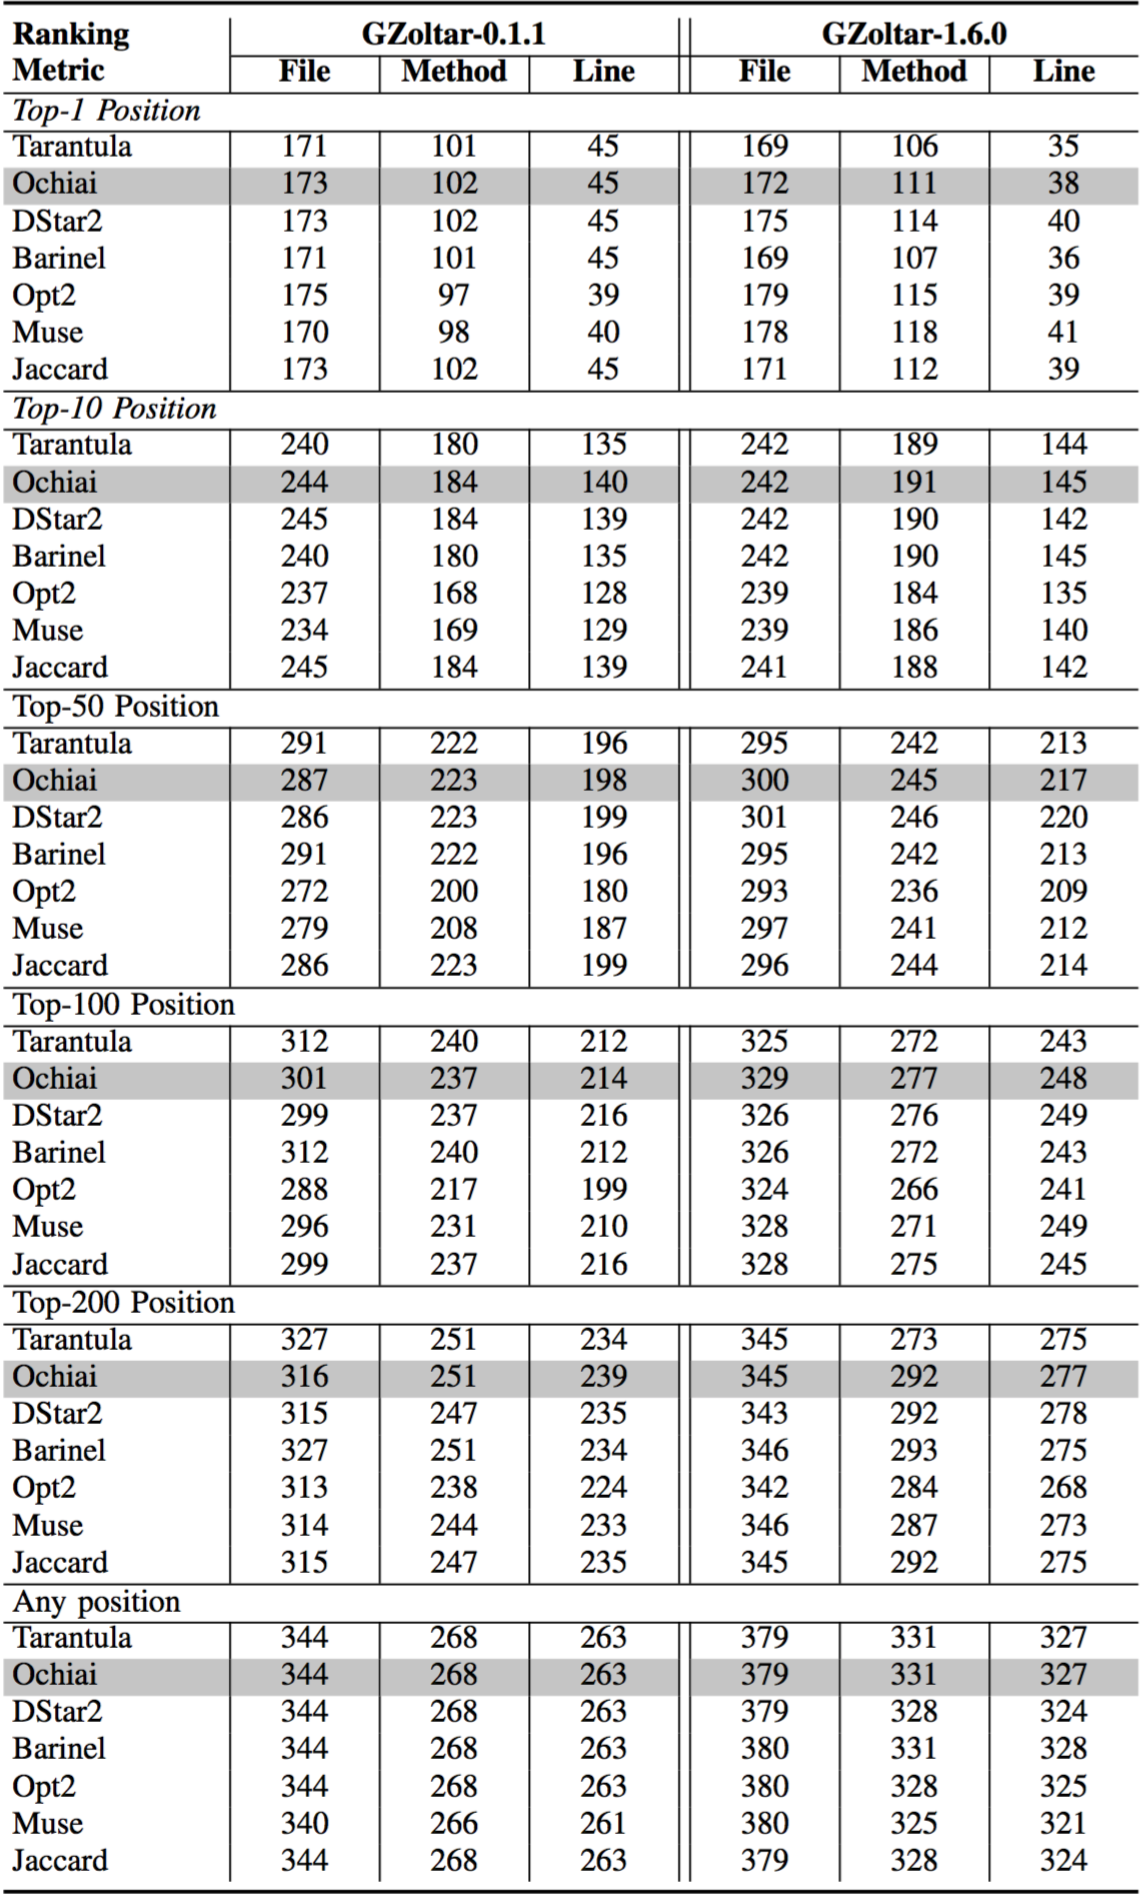 Ranking GZoltar-0.1.1 GZoltar-1.6.0
Metric File Method Line File Method Line
Top-1 Position
Tarantula 171 101 45 169 106 35
Ochiai 173 102 45 172 111 38
DStar2 173 102 45 175 114 40
Barinel 171 101 45 169 107 36
Opt2 175 97 39 179 115 39
Muse 170 98 40 178 118 41
Jaccard 173 102 45 171 112 39
Top-10 Position
Tarantula 240 180 135 242 189 144
Ochiai 244 184 140 242 191 145
DStar2 245 184 139 242 190 142
Barinel 240 180 135 242 190 145
Opt2 237 168 128 239 184 135
Muse 234 169 129 239 186 140
Jaccard 245 184 139 241 188 142
Top-50 Position
Tarantula 291 222 196 295 242 213
Ochiai 287 223 198 300 245 217
DStar2 286 223 199 301 246 220
Barinel 291 222 196 295 242 213
Opt2 272 200 180 293 236 209
Muse 279 208 187 297 241 212
Jaccard 286 223 199 296 244 214
Top-100 Position
Tarantula 312 240 212 325 272 243
Ochiai 301 237 214 329 277 248
DStar2 299 237 216 326 276 249
Barinel 312 240 212 326 272 243
Opt2 288 217 199 324 266 241
Muse 296 231 210 328 271 249
Jaccard 299 237 216 328 275 245
Top-200 Position
Tarantula 327 251 234 345 273 275
Ochiai 316 251 239 345 292 277
DStar2 315 247 235 343 292 278
Barinel 327 251 234 346 293 275
Opt2 313 238 224 342 284 268
Muse 314 244 233 346 287 273
Jaccard 315 247 235 345 292 275
Any position
Tarantula 344 268 263 379 331 327
Ochiai 344 268 263 379 331 327
DStar2 344 268 263 379 328 324
Barinel 344 268 263 380 331 328
Opt2 344 268 263 380 328 325
Muse 340 266 261 380 325 321
Jaccard 344 268 263 379 328 324